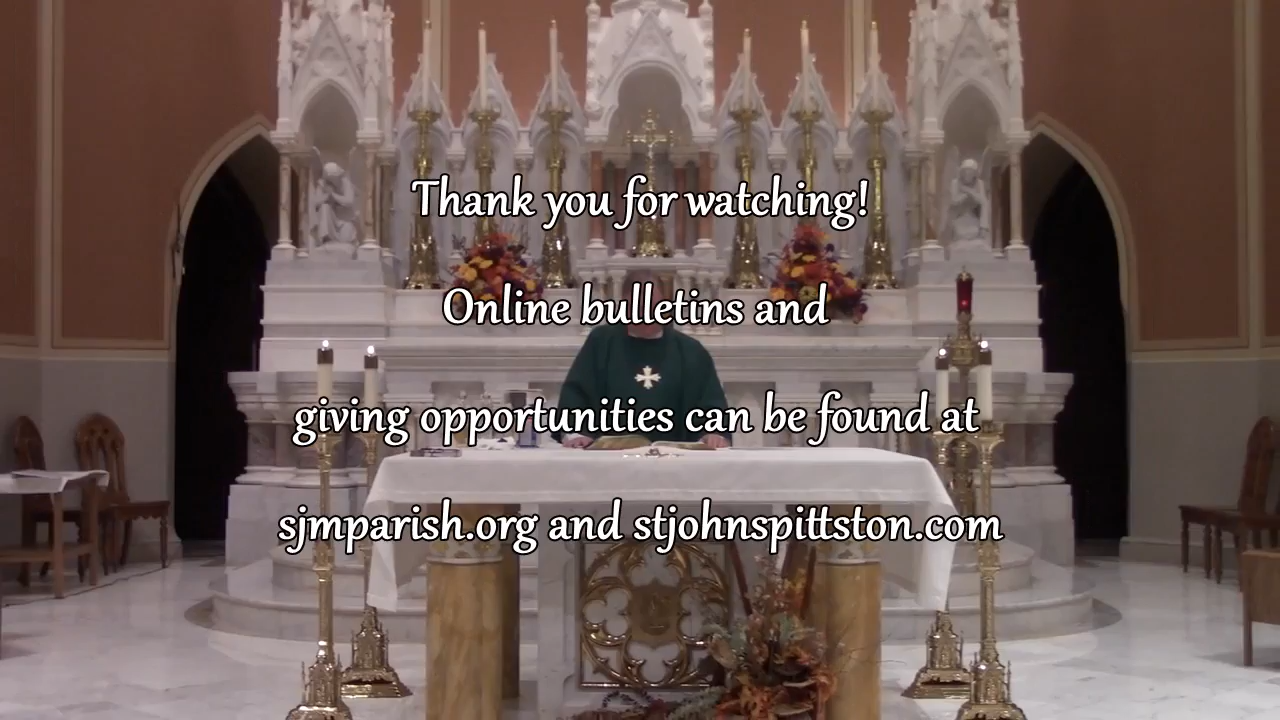 Thank you for watching!
Online bulletins and
giving opportunities can be found at
sjmparish.org and stjohnspittston.com